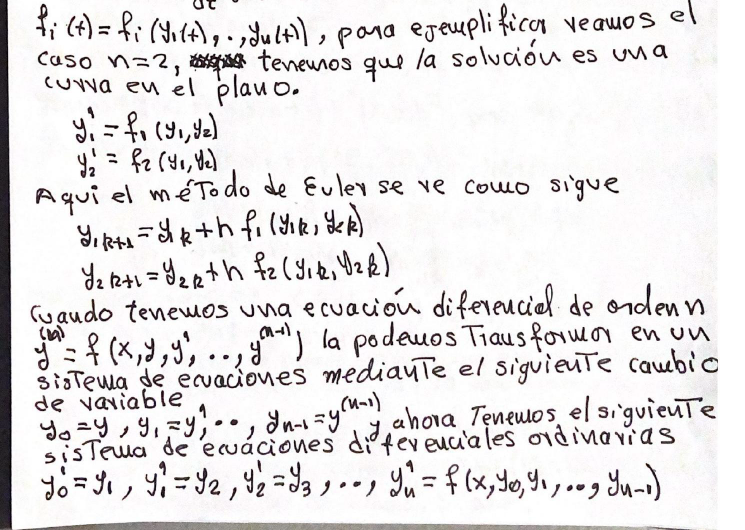 dt
f_i(t) = f_i(y_1(t), ., y_n(t)), para ejemplificar veamos el
caso n=2, tenemos que la solución es una
curva en el plano.
y_1' = f_1(y_1, y_2)
y_2' = f_2(y_1, y_2)
Aquí el método de Euler se ve como sigue
y_{1k+1} = y_k + h f_1(y_{1k}, y_{2k})
y_{2k+1} = y_{2k} + h f_2(y_{1k}, y_{2k})
Cuando tenemos una ecuación diferencial de orden n
y^{(n)} = f(x, y, y', .., y^{(n-1)}) la podemos Transformar en un
sisTema de ecuaciones medianTe el siguienTe cambio
de variable
y_0 = y, y_1 = y', .., y_{n-1} = y^{(n-1)} y ahora Tenemos el siguienTe
sisTema de ecuaciones diferenciales ordinarias
y_0' = y_1, y_1' = y_2, y_2' = y_3, .., y_n' = f(x, y_0, y_1, .., y_{n-1})